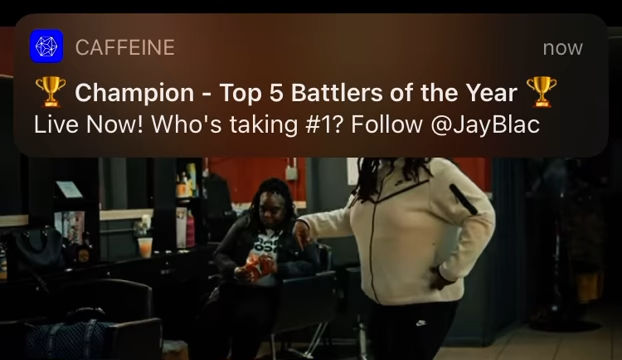 CAFFEINE now
🏆 Champion - Top 5 Battlers of the Year 🏆
Live Now! Who's taking #1? Follow @JayBlac